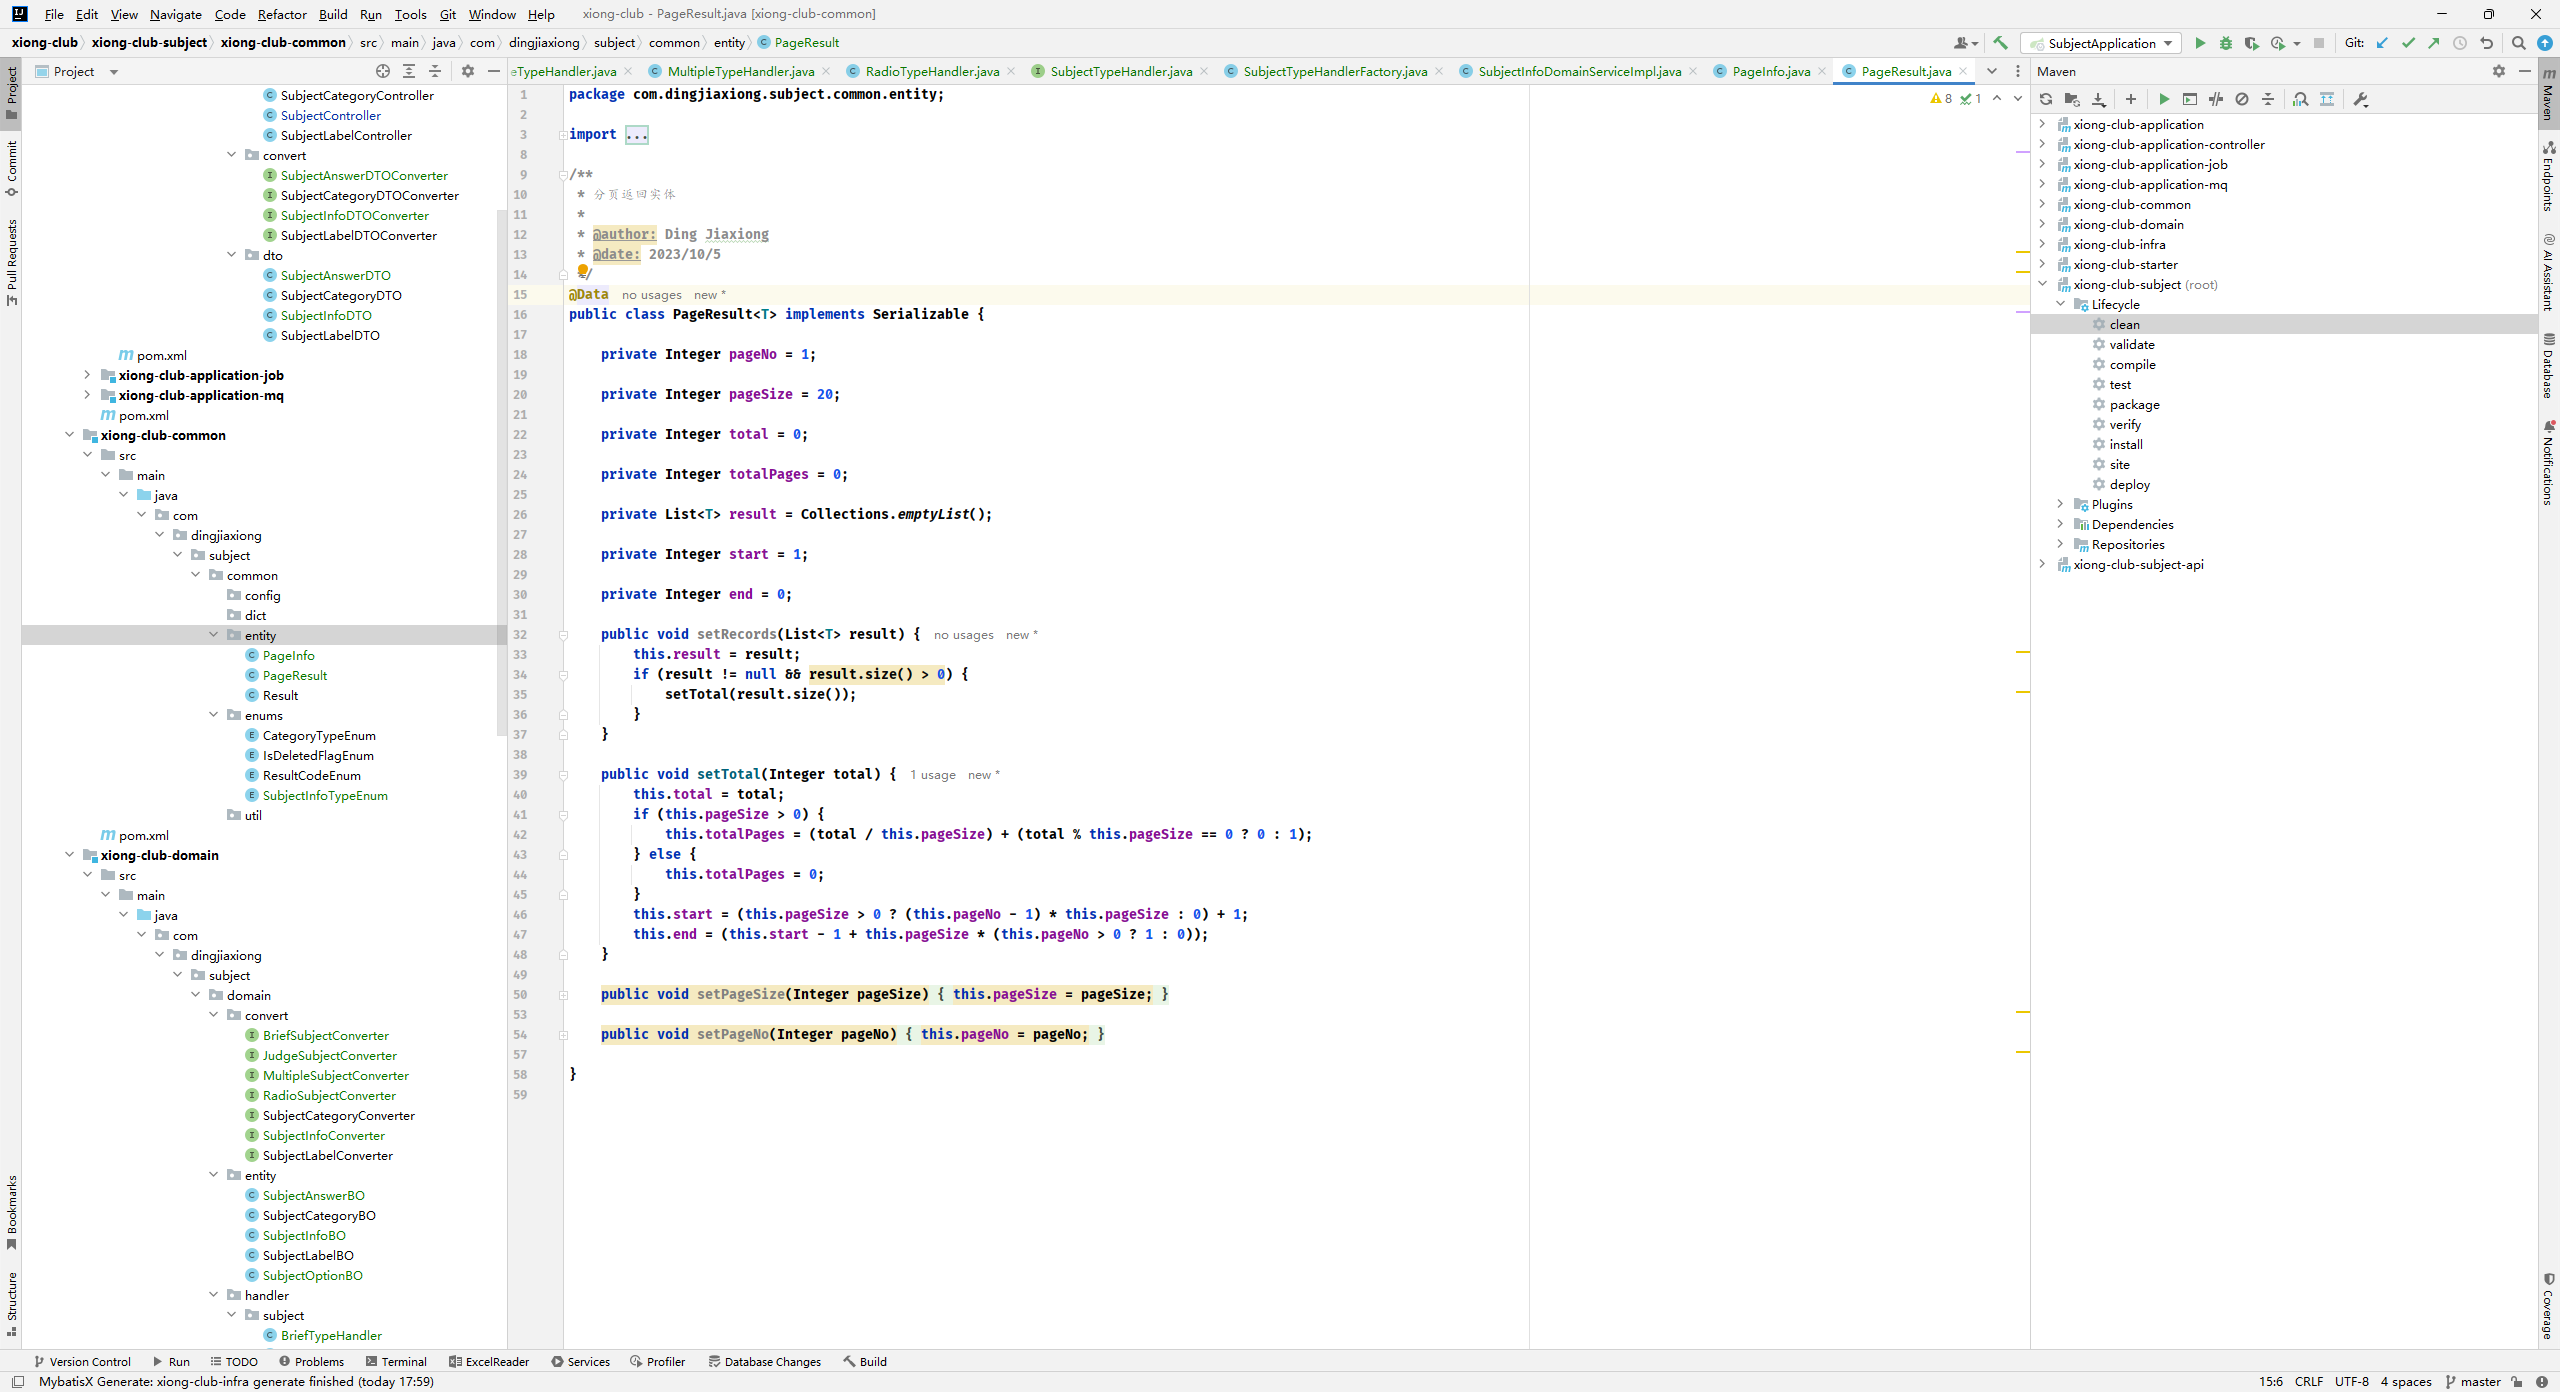 File Edit View Navigate Code Refactor Build Run Tools Git Window Help xiong-club - PageResult.java [xiong-club-common]
xiong-club xiong-club-subject xiong-club-common src main java com dingjiaxiong subject common entity PageResult
SubjectApplication Git:
Project
eTypeHandler.java MultipleTypeHandler.java RadioTypeHandler.java SubjectTypeHandler.java SubjectTypeHandlerFactory.java SubjectInfoDomainServiceImpl.java PageInfo.java PageResult.java
Maven
Project
Commit
Pull Requests
Bookmarks
Structure
SubjectCategoryController
SubjectController
SubjectLabelController
convert
SubjectAnswerDTOConverter
SubjectCategoryDTOConverter
SubjectInfoDTOConverter
SubjectLabelDTOConverter
dto
SubjectAnswerDTO
SubjectCategoryDTO
SubjectInfoDTO
SubjectLabelDTO
pom.xml
xiong-club-application-job
xiong-club-application-mq
pom.xml
xiong-club-common
src
main
java
com
dingjiaxiong
subject
common
config
dict
entity
PageInfo
PageResult
Result
enums
CategoryTypeEnum
IsDeletedFlagEnum
ResultCodeEnum
SubjectInfoTypeEnum
util
pom.xml
xiong-club-domain
src
main
java
com
dingjiaxiong
subject
domain
convert
BriefSubjectConverter
JudgeSubjectConverter
MultipleSubjectConverter
RadioSubjectConverter
SubjectCategoryConverter
SubjectInfoConverter
SubjectLabelConverter
entity
SubjectAnswerBO
SubjectCategoryBO
SubjectInfoBO
SubjectLabelBO
SubjectOptionBO
handler
subject
BriefTypeHandler
8 1
1 package com.dingjiaxiong.subject.common.entity;
2
3 import ...
8
9 /**
10 * 分页返回实体
11 *
12 * @author: Ding Jiaxiong
13 * @date: 2023/10/5
14 */
15 @Data no usages new *
16 public class PageResult<T> implements Serializable {
17
18 private Integer pageNo = 1;
19
20 private Integer pageSize = 20;
21
22 private Integer total = 0;
23
24 private Integer totalPages = 0;
25
26 private List<T> result = Collections.emptyList();
27
28 private Integer start = 1;
29
30 private Integer end = 0;
31
32 public void setRecords(List<T> result) { no usages new *
33 this.result = result;
34 if (result != null && result.size() > 0) {
35 setTotal(result.size());
36 }
37 }
38
39 public void setTotal(Integer total) { 1 usage new *
40 this.total = total;
41 if (this.pageSize > 0) {
42 this.totalPages = (total / this.pageSize) + (total % this.pageSize == 0 ? 0 : 1);
43 } else {
44 this.totalPages = 0;
45 }
46 this.start = (this.pageSize > 0 ? (this.pageNo - 1) * this.pageSize : 0) + 1;
47 this.end = (this.start - 1 + this.pageSize * (this.pageNo > 0 ? 1 : 0));
48 }
49
50 public void setPageSize(Integer pageSize) { this.pageSize = pageSize; }
53
54 public void setPageNo(Integer pageNo) { this.pageNo = pageNo; }
57
58 }
59
xiong-club-application
xiong-club-application-controller
xiong-club-application-job
xiong-club-application-mq
xiong-club-common
xiong-club-domain
xiong-club-infra
xiong-club-starter
xiong-club-subject (root)
Lifecycle
clean
validate
compile
test
package
verify
install
site
deploy
Plugins
Dependencies
Repositories
xiong-club-subject-api
Maven
Endpoints
AI Assistant
Database
Notifications
Coverage
Version Control Run TODO Problems Terminal ExcelReader Services Profiler Database Changes Build
MybatisX Generate: xiong-club-infra generate finished (today 17:59) 15:6 CRLF UTF-8 4 spaces master